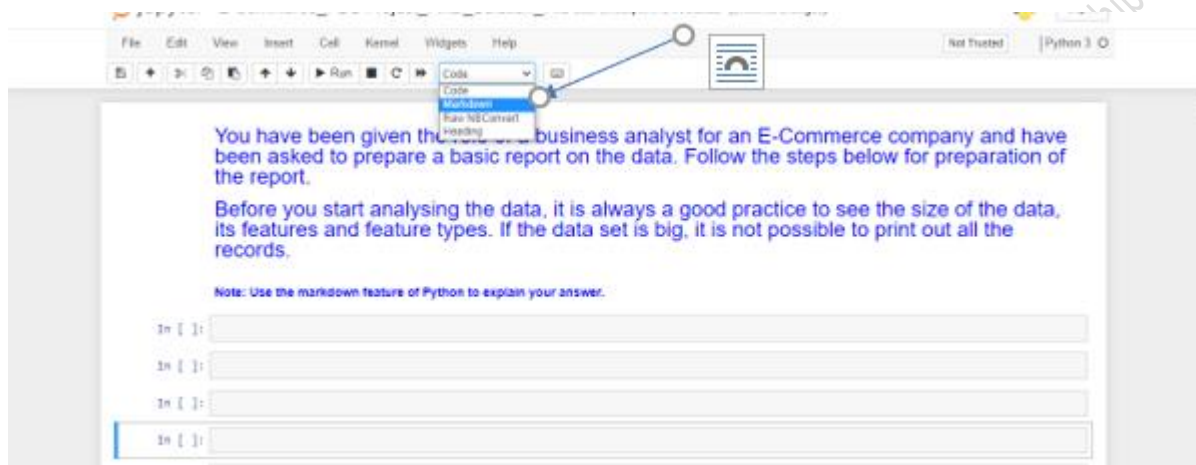 File Edit View Insert Cell Kernel Widgets Help
Not Trusted | Python 3
Run Code
Code
Markdown
Raw NBConvert
Heading
You have been given the role of a business analyst for an E-Commerce company and have
been asked to prepare a basic report on the data. Follow the steps below for preparation of
the report.
Before you start analysing the data, it is always a good practice to see the size of the data,
its features and feature types. If the data set is big, it is not possible to print out all the
records.
Note: Use the markdown feature of Python to explain your answer.
In [ ]:
In [ ]:
In [ ]:
In [ ]: